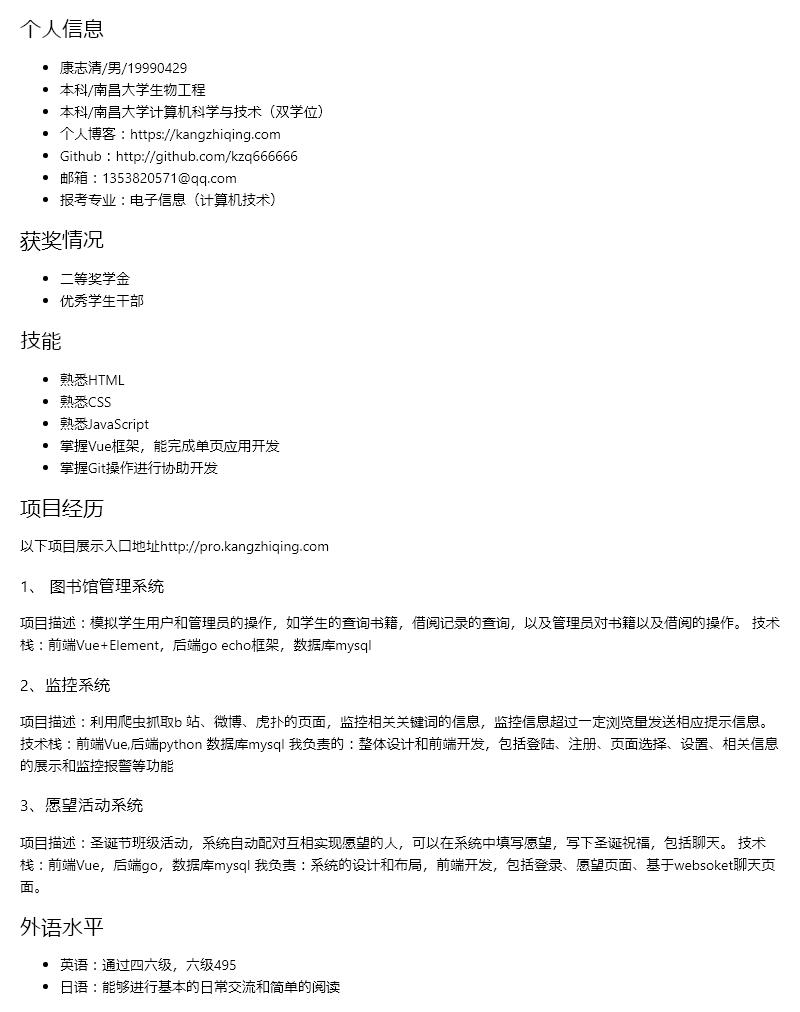 个人信息
• 康志清/男/19990429
• 本科/南昌大学生物工程
• 本科/南昌大学计算机科学与技术（双学位）
• 个人博客：https://kangzhiqing.com
• Github：http://github.com/kzq666666
• 邮箱：1353820571@qq.com
• 报考专业：电子信息（计算机技术）
获奖情况
• 二等奖学金
• 优秀学生干部
技能
• 熟悉HTML
• 熟悉CSS
• 熟悉JavaScript
• 掌握Vue框架，能完成单页应用开发
• 掌握Git操作进行协助开发
项目经历
以下项目展示入口地址http://pro.kangzhiqing.com
1、 图书馆管理系统
项目描述：模拟学生用户和管理员的操作，如学生的查询书籍，借阅记录的查询，以及管理员对书籍以及借阅的操作。 技术
栈：前端Vue+Element，后端go echo框架，数据库mysql
2、监控系统
项目描述：利用爬虫抓取b 站、微博、虎扑的页面，监控相关关键词的信息，监控信息超过一定浏览量发送相应提示信息。
技术栈：前端Vue,后端python 数据库mysql 我负责的：整体设计和前端开发，包括登陆、注册、页面选择、设置、相关信息
的展示和监控报警等功能
3、愿望活动系统
项目描述：圣诞节班级活动，系统自动配对互相实现愿望的人，可以在系统中填写愿望，写下圣诞祝福，包括聊天。 技术
栈：前端Vue，后端go，数据库mysql 我负责：系统的设计和布局，前端开发，包括登录、愿望页面、基于websoket聊天页
面。
外语水平
• 英语：通过四六级，六级495
• 日语：能够进行基本的日常交流和简单的阅读